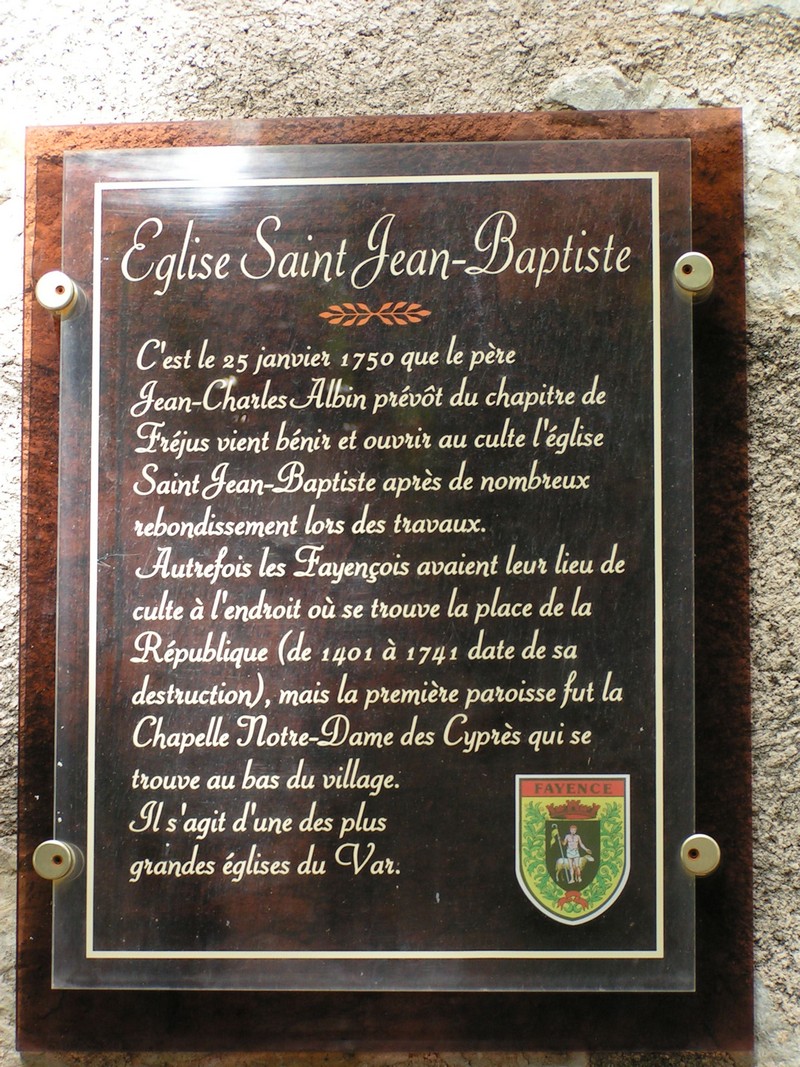 Eglise Saint Jean-Baptiste
C'est le 25 janvier 1750 que le père
Jean-Charles Albin prévôt du chapitre de
Fréjus vient bénir et ouvrir au culte l'église
Saint Jean-Baptiste après de nombreux
rebondissement lors des travaux.
Autrefois les Fayençois avaient leur lieu de
culte à l'endroit où se trouve la place de la
République (de 1401 à 1741 date de sa
destruction), mais la première paroisse fut la
Chapelle Notre-Dame des Cyprès qui se
trouve au bas du village.
Il s'agit d'une des plus
grandes églises du Var.
FAYENCE